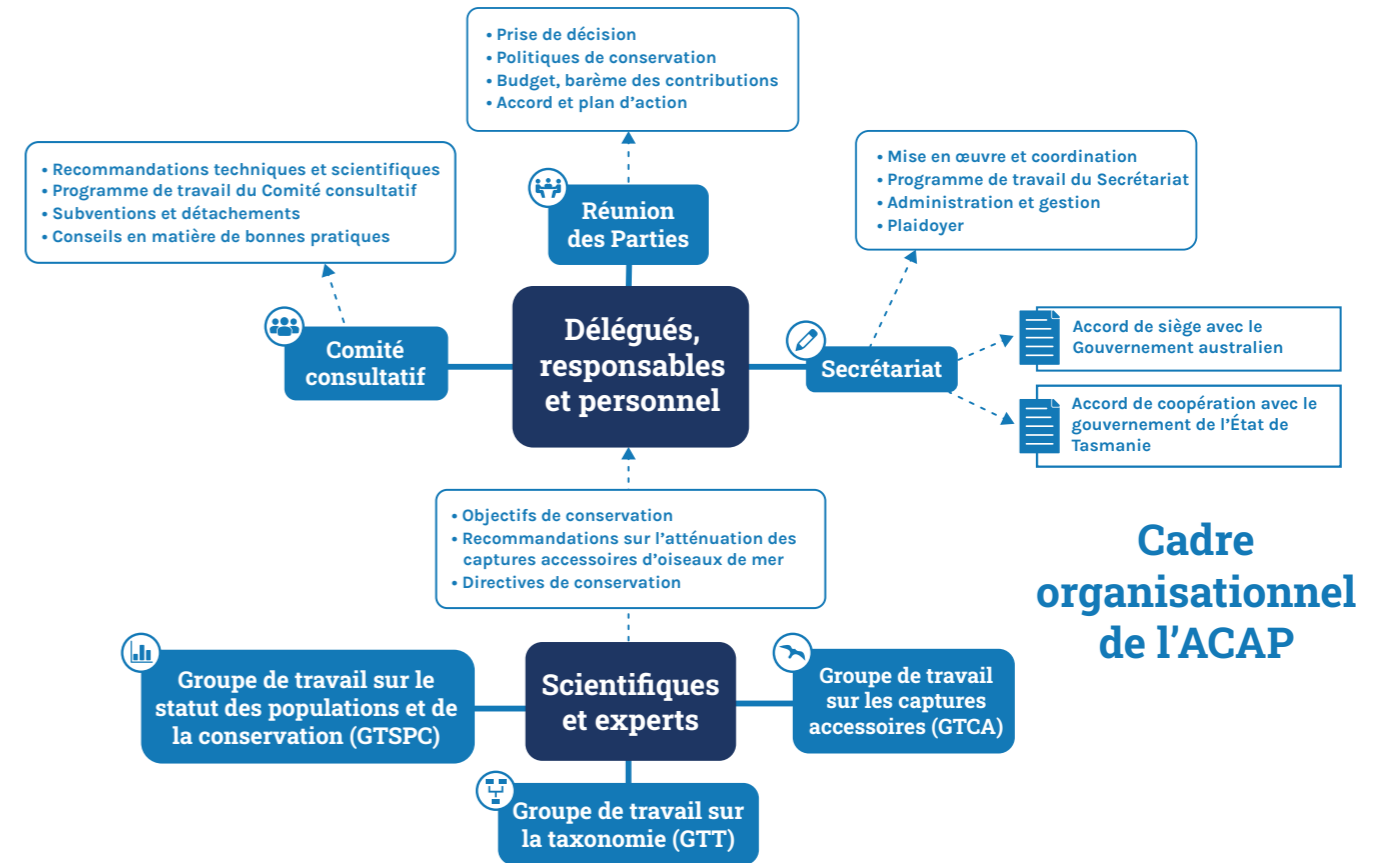 • Prise de décision
• Politiques de conservation
• Budget, barème des contributions
• Accord et plan d’action
• Recommandations techniques et scientifiques
• Programme de travail du Comité consultatif
• Subventions et détachements
• Conseils en matière de bonnes pratiques
• Mise en œuvre et coordination
• Programme de travail du Secrétariat
• Administration et gestion
• Plaidoyer
Réunion
des Parties
Comité
consultatif
Délégués,
responsables
et personnel
Secrétariat
Accord de siège avec le
Gouvernement australien
Accord de coopération avec le
gouvernement de l’État de
Tasmanie
• Objectifs de conservation
• Recommandations sur l’atténuation des
captures accessoires d’oiseaux de mer
• Directives de conservation
Cadre
organisationnel
de l’ACAP
Groupe de travail sur le
statut des populations et de
la conservation (GTSPC)
Scientifiques
et experts
Groupe de travail
sur les captures
accessoires (GTCA)
Groupe de travail sur
la taxonomie (GTT)